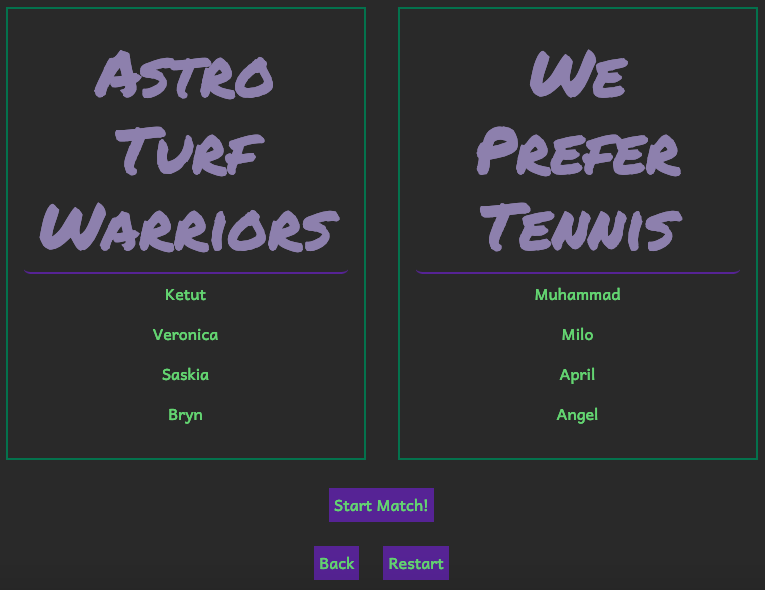 Astro
Turf
Warriors
Ketut
Veronica
Saskia
Bryn
We
Prefer
Tennis
Muhammad
Milo
April
Angel
Start Match!
Back
Restart